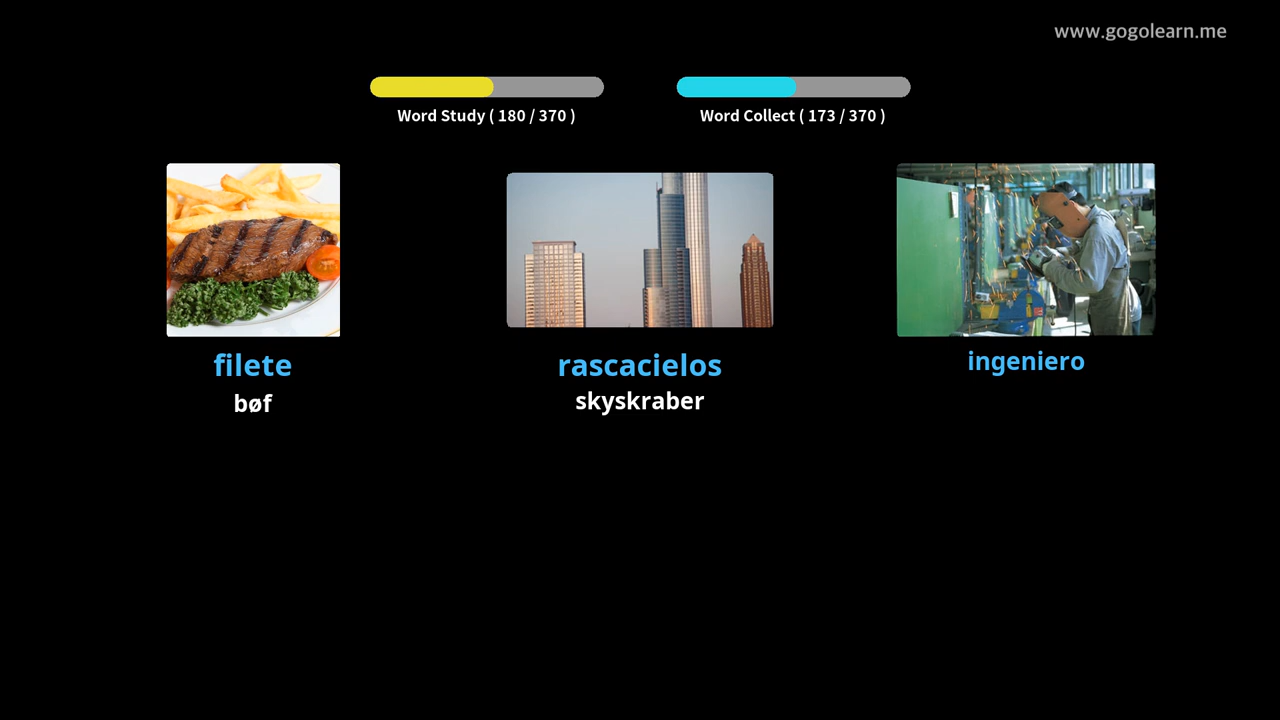 www.gogolearn.me
Word Study ( 180 / 370 )
Word Collect ( 173 / 370 )
filete
bøf
rascacielos
skyskraber
ingeniero